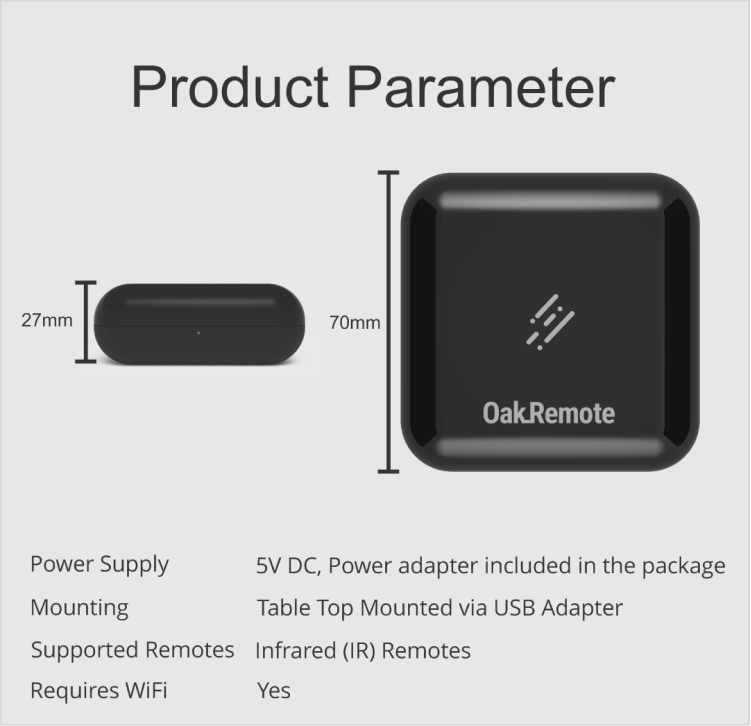 Product Parameter
27mm
70mm
OakRemote
Power Supply 5V DC, Power adapter included in the package
Mounting Table Top Mounted via USB Adapter
Supported Remotes Infrared (IR) Remotes
Requires WiFi Yes